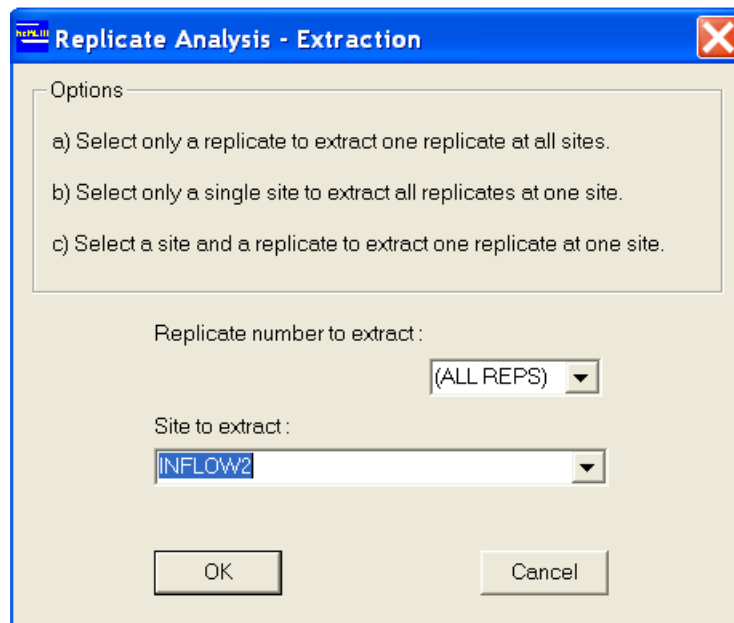 Replicate Analysis - Extraction
Options
a) Select only a replicate to extract one replicate at all sites.
b) Select only a single site to extract all replicates at one site.
c) Select a site and a replicate to extract one replicate at one site.
Replicate number to extract :
(ALL REPS)
Site to extract :
INFLOW2
OK
Cancel